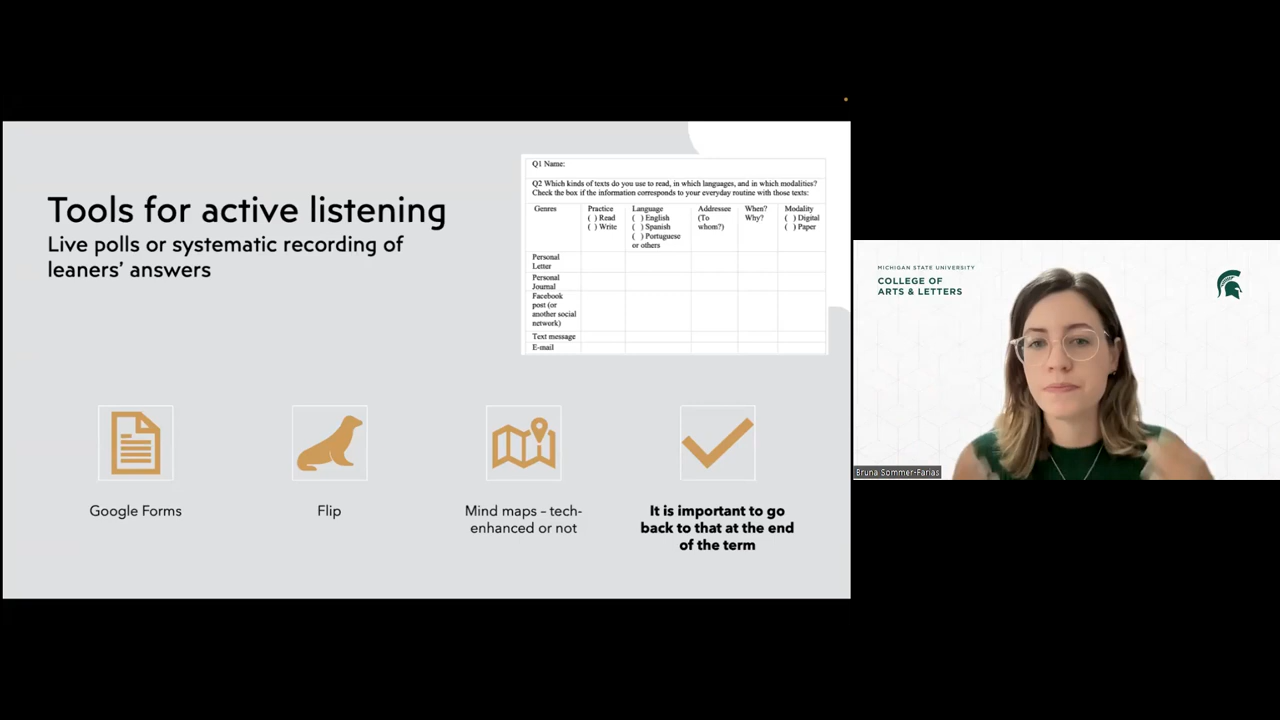 Tools for active listening
Live polls or systematic recording of
leaners' answers
Q1 Name:
Q2 Which kinds of texts do you use to read, in which languages, and in which modalities?
Check the box if the information corresponds to your everyday routine with those texts:
Genres
Practice
( ) Read
( ) Write
Language
( ) English
( ) Spanish
( ) Portuguese
or others
Addressee
(To
whom?)
When?
Why?
Modality
( ) Digital
( ) Paper
Personal
Letter
Personal
Journal
Facebook
post (or
another social
network)
Text message
E-mail
Google Forms
Flip
Mind maps – tech-
enhanced or not
It is important to go
back to that at the end
of the term
MICHIGAN STATE UNIVERSITY
COLLEGE OF
ARTS & LETTERS
Bruna Sommer-Farias